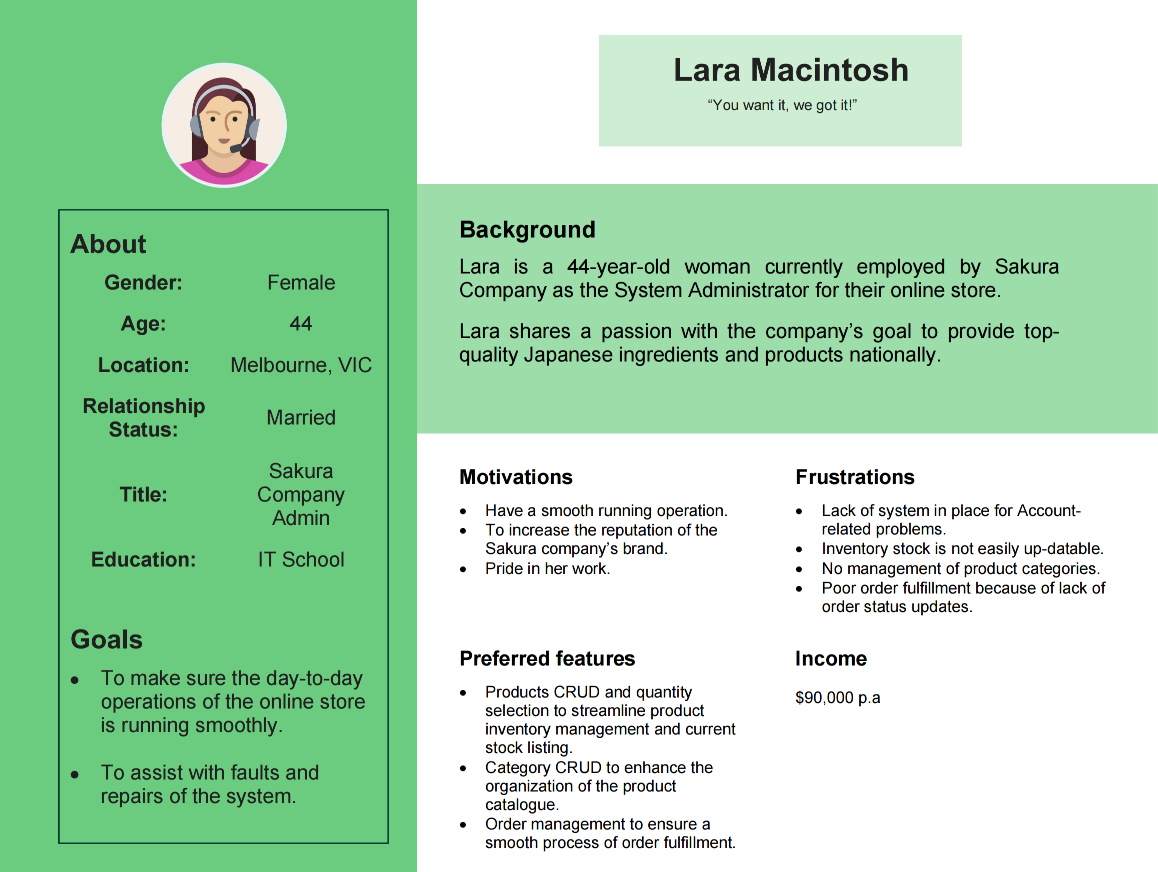 Lara Macintosh
“You want it, we got it!”
About
Gender: Female
Age: 44
Location: Melbourne, VIC
Relationship
Status: Married
Title: Sakura
Company
Admin
Education: IT School
Goals
• To make sure the day-to-day
operations of the online store
is running smoothly.
• To assist with faults and
repairs of the system.
Background
Lara is a 44-year-old woman currently employed by Sakura
Company as the System Administrator for their online store.
Lara shares a passion with the company’s goal to provide top-
quality Japanese ingredients and products nationally.
Motivations
• Have a smooth running operation.
• To increase the reputation of the
Sakura company’s brand.
• Pride in her work.
Frustrations
• Lack of system in place for Account-
related problems.
• Inventory stock is not easily up-datable.
• No management of product categories.
• Poor order fulfillment because of lack of
order status updates.
Preferred features
• Products CRUD and quantity
selection to streamline product
inventory management and current
stock listing.
• Category CRUD to enhance the
organization of the product
catalogue.
• Order management to ensure a
smooth process of order fulfillment.
Income
$90,000 p.a